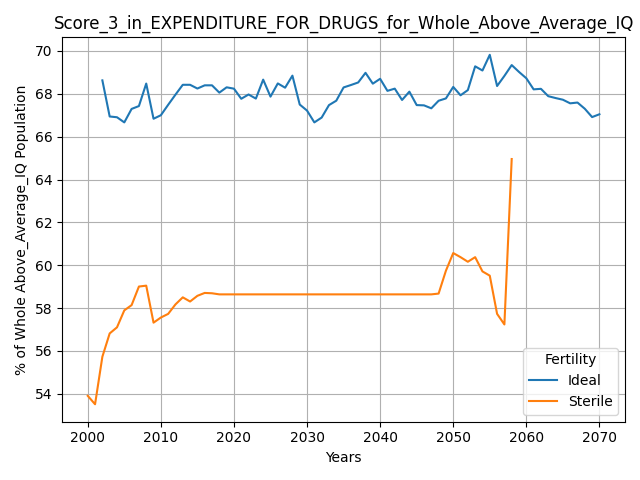 Score_3_in_EXPENDITURE_FOR_DRUGS_for_Whole_Above_Average_IQ
% of Whole Above_Average_IQ Population
70
68
66
64
62
60
58
56
54
2000
2010
2020
2030
2040
2050
2060
2070
Years
Fertility
Ideal
Sterile